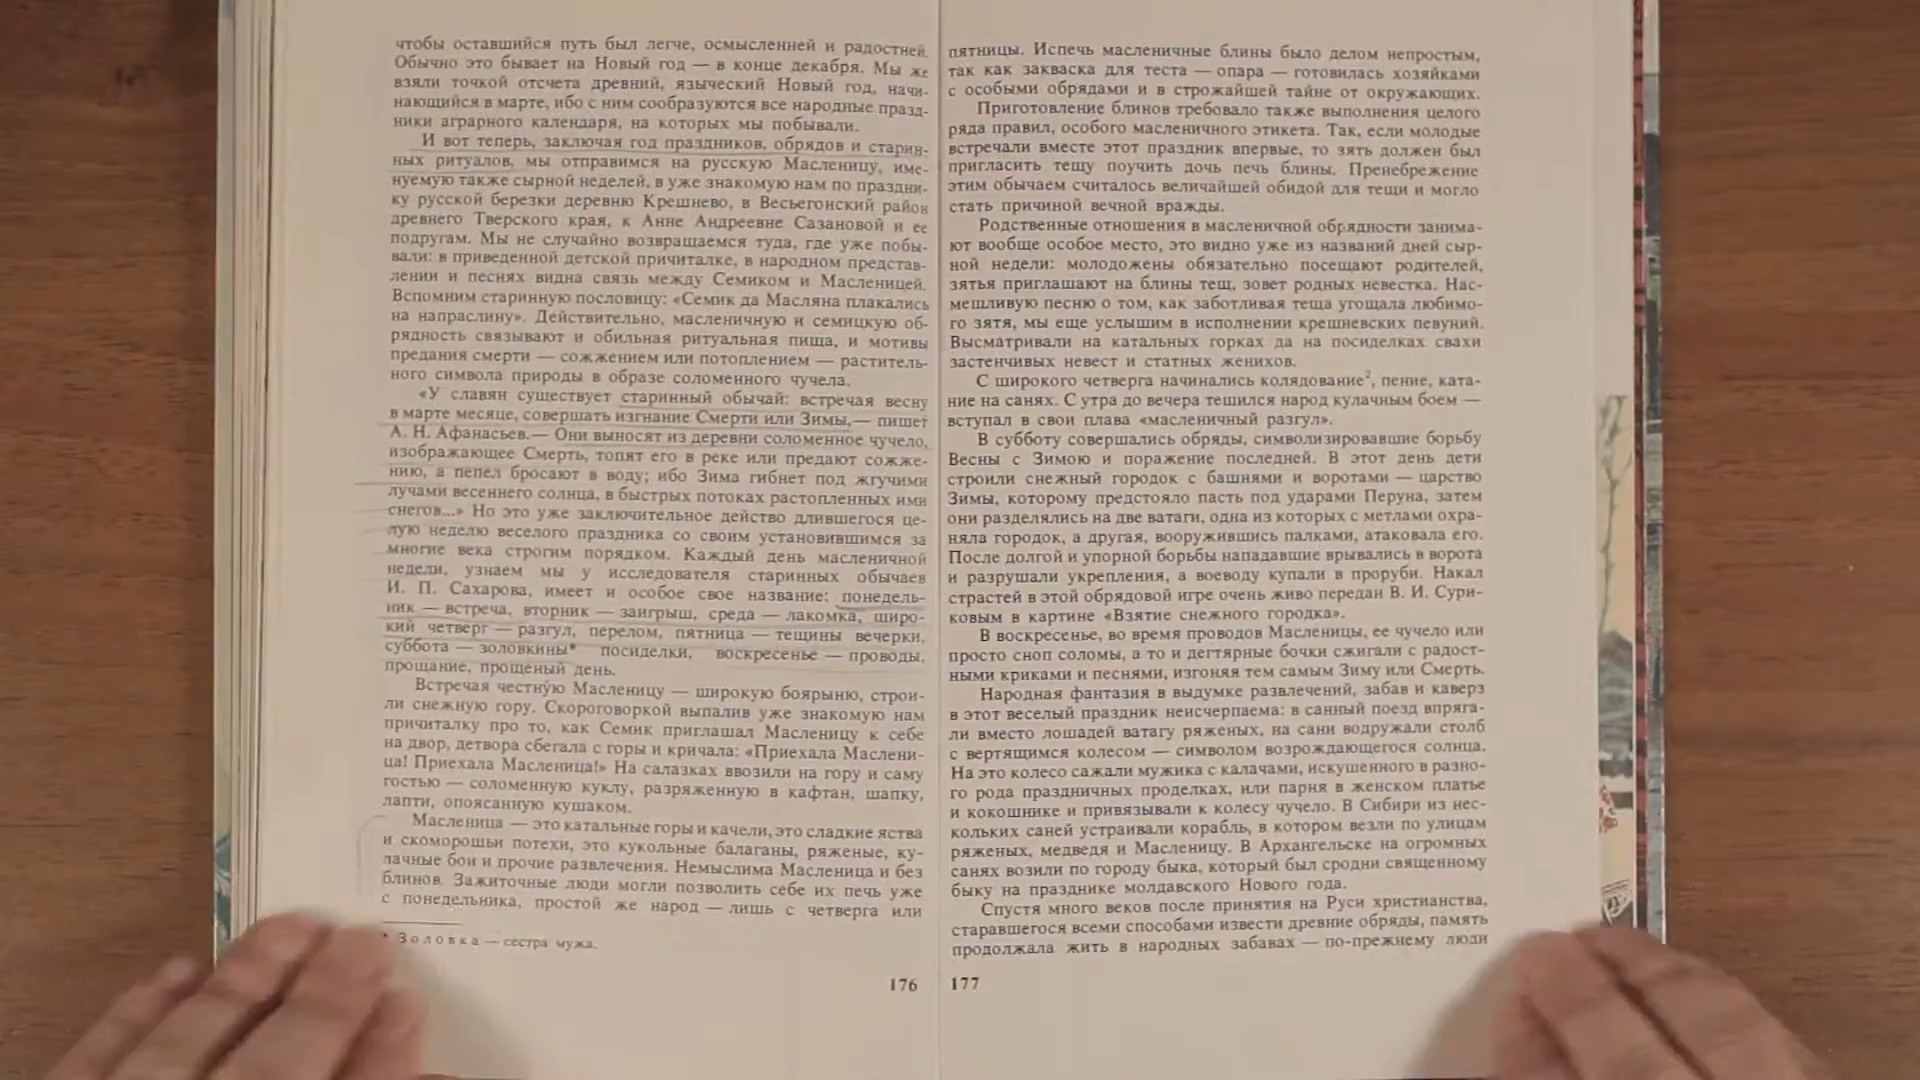 чтобы оставшийся путь был легче, осмысленней и радостней.
Обычно это бывает на Новый год — в конце декабря. Мы же
взяли точкой отсчета древний, языческий Новый год, начи-
нающийся в марте, ибо с ним сообразуются все народные празд-
ники аграрного календаря, на которых мы побывали.
И вот теперь, заключая год праздников, обрядов и старин-
ных ритуалов, мы отправимся на русскую Масленицу, име-
нуемую также сырной неделей, в уже знакомую нам по праздни-
ку русской березки деревню Крешнево, в Весьегонский район
древнего Тверского края, к Анне Андреевне Сазановой и ее
подругам. Мы не случайно возвращаемся туда, где уже побы-
вали: в приведенной детской причиталке, в народном представ-
лении и песнях видна связь между Семиком и Масленицей.
Вспомним старинную пословицу: «Семик да Масляна плакались
на напраслину». Действительно, масленичную и семицкую об-
рядность связывают и обильная ритуальная пища, и мотивы
предания смерти — сожжением или потоплением — раститель-
ного символа природы в образе соломенного чучела.
«У славян существует старинный обычай: встречая весну
в марте месяце, совершать изгнание Смерти или Зимы,— пишет
А. Н. Афанасьев.— Они выносят из деревни соломенное чучело,
изображающее Смерть, топят его в реке или предают сожже-
нию, а пепел бросают в воду; ибо Зима гибнет под жгучими
лучами весеннего солнца, в быстрых потоках растопленных ими
снегов...» Но это уже заключительное действо длившегося це-
лую неделю веселого праздника со своим установившимся за
многие века строгим порядком. Каждый день масленичной
недели, узнаем мы у исследователя старинных обычаев
И. П. Сахарова, имеет и особое свое название: понедель-
ник — встреча, вторник — заигрыш, среда — лакомка, широ-
кий четверг — разгул, перелом, пятница — тещины вечерки,
суббота — золовкины* посиделки, воскресенье — проводы,
прощание, прощеный день.
Встречая честную Масленицу — широкую боярыню, строи-
ли снежную гору. Скороговоркой выпалив уже знакомую нам
причиталку про то, как Семик приглашал Масленицу к себе
на двор, детвора сбегала с горы и кричала: «Приехала Маслени-
ца! Приехала Масленица!» На салазках ввозили на гору и саму
гостью — соломенную куклу, разряженную в кафтан, шапку,
лапти, опоясанную кушаком.
Масленица — это катальные горы и качели, это сладкие яства
и скоморошьи потехи, это кукольные балаганы, ряженые, ку-
лачные бои и прочие развлечения. Немыслима Масленица и без
блинов. Зажиточные люди могли позволить себе их печь уже
с понедельника, простой же народ — лишь с четверга или
* Золовка — сестра мужа.
176
пятницы. Испечь масленичные блины было делом непростым,
так как закваска для теста — опара — готовилась хозяйками
с особыми обрядами и в строжайшей тайне от окружающих.
Приготовление блинов требовало также выполнения целого
ряда правил, особого масленичного этикета. Так, если молодые
встречали вместе этот праздник впервые, то зять должен был
пригласить тещу поучить дочь печь блины. Пренебрежение
этим обычаем считалось величайшей обидой для тещи и могло
стать причиной вечной вражды.
Родственные отношения в масленичной обрядности занима-
ют вообще особое место, это видно уже из названий дней сыр-
ной недели: молодожены обязательно посещают родителей,
зятья приглашают на блины тещ, зовет родных невестка. Нас-
мешливую песню о том, как заботливая теща угощала любимо-
го зятя, мы еще услышим в исполнении крешневских певуний.
Высматривали на катальных горках да на посиделках свахи
застенчивых невест и статных женихов.
С широкого четверга начинались колядование², пение, ката-
ние на санях. С утра до вечера тешился народ кулачным боем —
вступал в свои плава «масленичный разгул».
В субботу совершались обряды, символизировавшие борьбу
Весны с Зимою и поражение последней. В этот день дети
строили снежный городок с башнями и воротами — царство
Зимы, которому предстояло пасть под ударами Перуна, затем
они разделялись на две ватаги, одна из которых с метлами охра-
няла городок, а другая, вооружившись палками, атаковала его.
После долгой и упорной борьбы нападавшие врывались в ворота
и разрушали укрепления, а воеводу купали в проруби. Накал
страстей в этой обрядовой игре очень живо передан В. И. Сури-
ковым в картине «Взятие снежного городка».
В воскресенье, во время проводов Масленицы, ее чучело или
просто сноп соломы, а то и дегтярные бочки сжигали с радост-
ными криками и песнями, изгоняя тем самым Зиму или Смерть.
Народная фантазия в выдумке развлечений, забав и каверз
в этот веселый праздник неисчерпаема: в санный поезд впряга-
ли вместо лошадей ватагу ряженых, на сани водружали столб
с вертящимся колесом — символом возрождающегося солнца.
На это колесо сажали мужика с калачами, искушенного в разно-
го рода праздничных проделках, или парня в женском платье
и кокошнике и привязывали к колесу чучело. В Сибири из нес-
кольких саней устраивали корабль, в котором везли по улицам
ряженых, медведя и Масленицу. В Архангельске на огромных
санях возили по городу быка, который был сродни священному
быку на празднике молдавского Нового года.
Спустя много веков после принятия на Руси христианства,
старавшегося всеми способами извести древние обряды, память
продолжала жить в народных забавах — по-прежнему люди
177